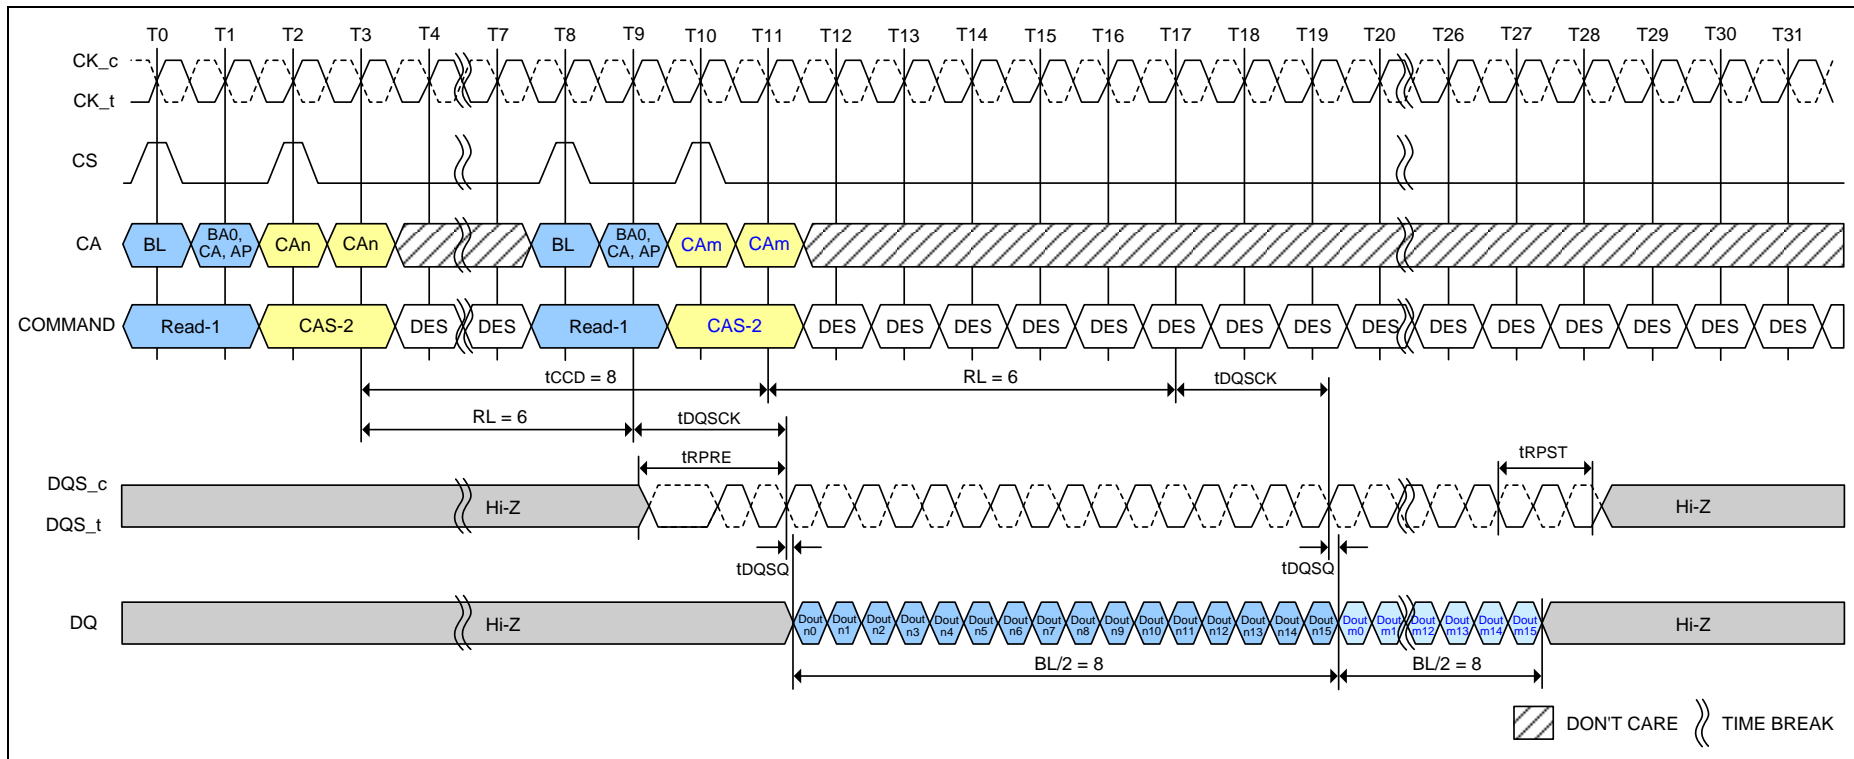 T0 T1 T2 T3 T4 T7 T8 T9 T10 T11 T12 T13 T14 T15 T16 T17 T18 T19 T20 T26 T27 T28 T29 T30 T31
CK_c
CK_t
CS
CA BL BA0, CA, AP CAn CAn BL BA0, CA, AP CAm CAm
COMMAND Read-1 CAS-2 DES DES Read-1 CAS-2 DES DES DES DES DES DES DES DES DES DES DES DES DES DES DES
tCCD = 8 RL = 6 tDQSCK
RL = 6 tDQSCK
tRPRE tRPST
DQS_c
Hi-Z Hi-Z
DQS_t
tDQSQ tDQSQ
DQ Hi-Z Dout n0 Dout n1 Dout n2 Dout n3 Dout n4 Dout n5 Dout n6 Dout n7 Dout n8 Dout n9 Dout n10 Dout n11 Dout n12 Dout n13 Dout n14 Dout n15 Dout m0 Dout m1 Dout m12 Dout m13 Dout m14 Dout m15 Hi-Z
BL/2 = 8 BL/2 = 8
DON'T CARE TIME BREAK